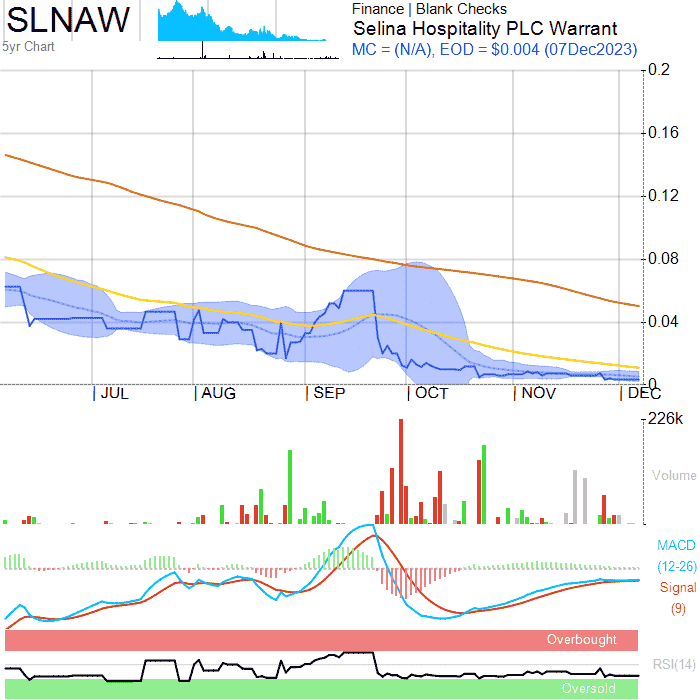 SLNAW
5yr Chart
Finance | Blank Checks
Selina Hospitality PLC Warrant
MC = (N/A), EOD = $0.004 (07Dec2023)
0.2
0.16
0.12
0.08
0.04
0
JUL AUG SEP OCT NOV DEC
226k
Volume
MACD
(12-26)
Signal
(9)
Overbought
RSI(14)
Oversold